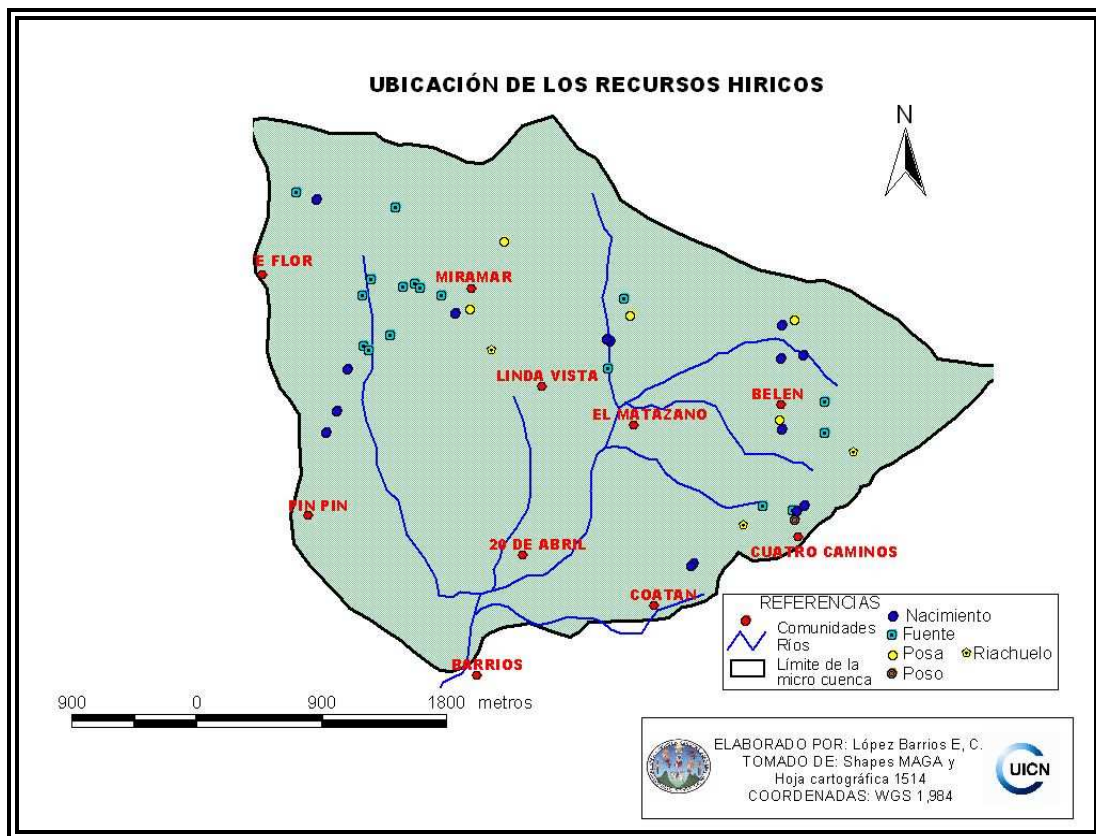 UBICACIÓN DE LOS RECURSOS HIRICOS
N
E FLOR
MIRAMAR
LINDA VISTA
BELEN
EL MATAZANO
PIN PIN
26 DE ABRIL
CUATRO CAMINOS
COATAN
BARRIOS
REFERENCIAS
Comunidades
Ríos
Límite de la
micro cuenca
Nacimiento
Fuente
Posa
Riachuelo
Poso
900 0 900 1800 metros
ELABORADO POR: López Barrios E, C.
TOMADO DE: Shapes MAGA y
Hoja cartográfica 1514
COORDENADAS: WGS 1,984
UICN